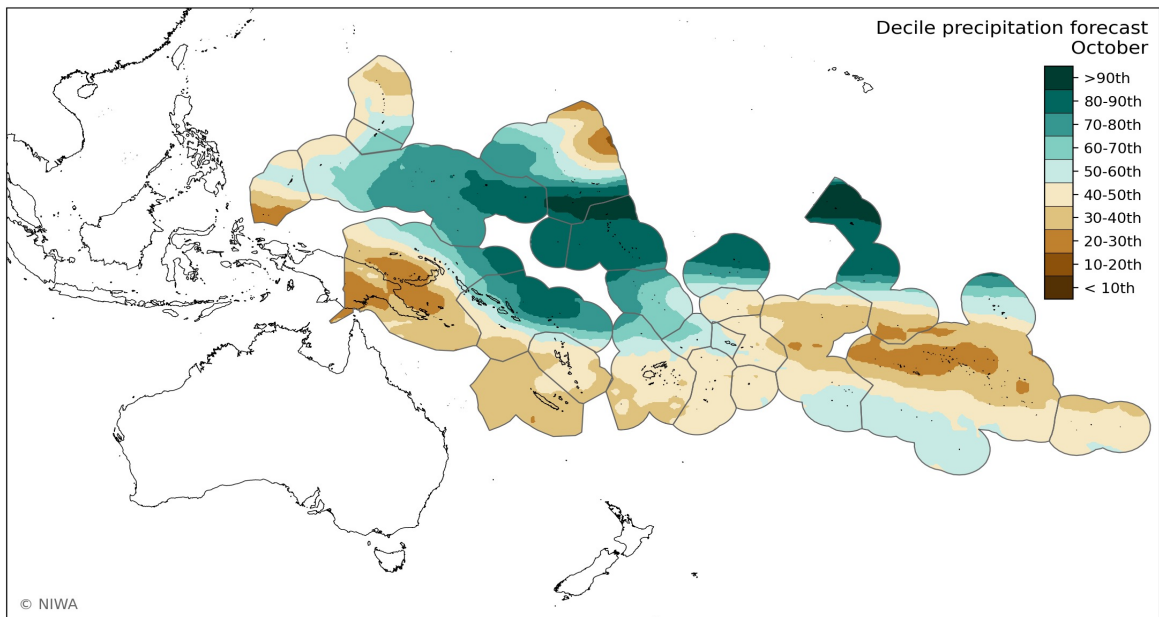 Decile precipitation forecast
October
>90th
80-90th
70-80th
60-70th
50-60th
40-50th
30-40th
20-30th
10-20th
< 10th
© NIWA